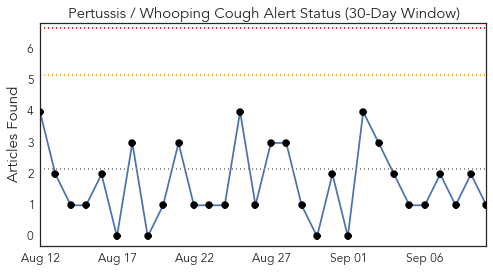 Pertussis / Whooping Cough Alert Status (30-Day Window)
Articles Found
6
5
4
3
2
1
0
Aug 12 Aug 17 Aug 22 Aug 27 Sep 01 Sep 06